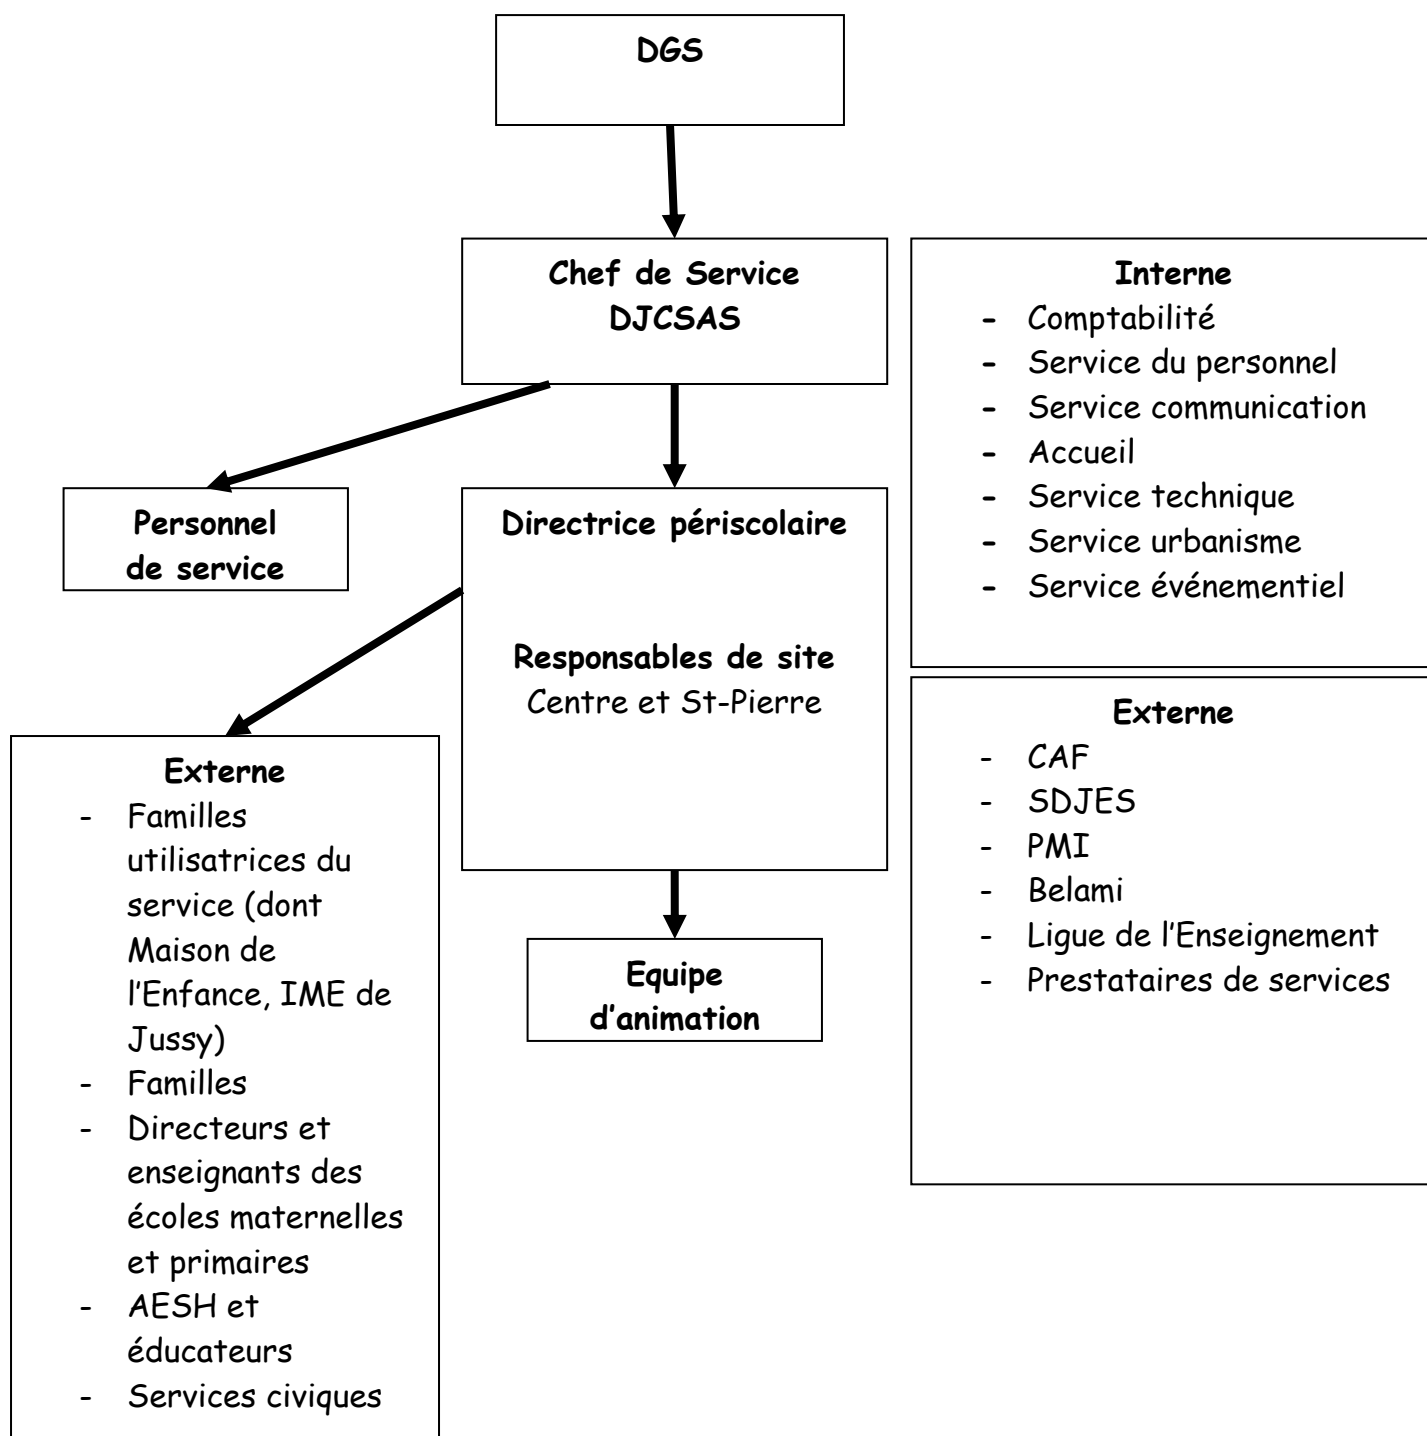 DGS
Chef de Service
DJCSAS
Interne
- Comptabilité
- Service du personnel
- Service communication
- Accueil
- Service technique
- Service urbanisme
- Service événementiel
Personnel
de service
Directrice périscolaire
Responsables de site
Centre et St-Pierre
Externe
- CAF
- SDJES
- PMI
- Belami
- Ligue de l'Enseignement
- Prestataires de services
Externe
- Familles
utilisatrices du
service (dont
Maison de
l'Enfance, IME de
Jussy)
- Familles
- Directeurs et
enseignants des
écoles maternelles
et primaires
- AESH et
éducateurs
- Services civiques
Equipe
d'animation